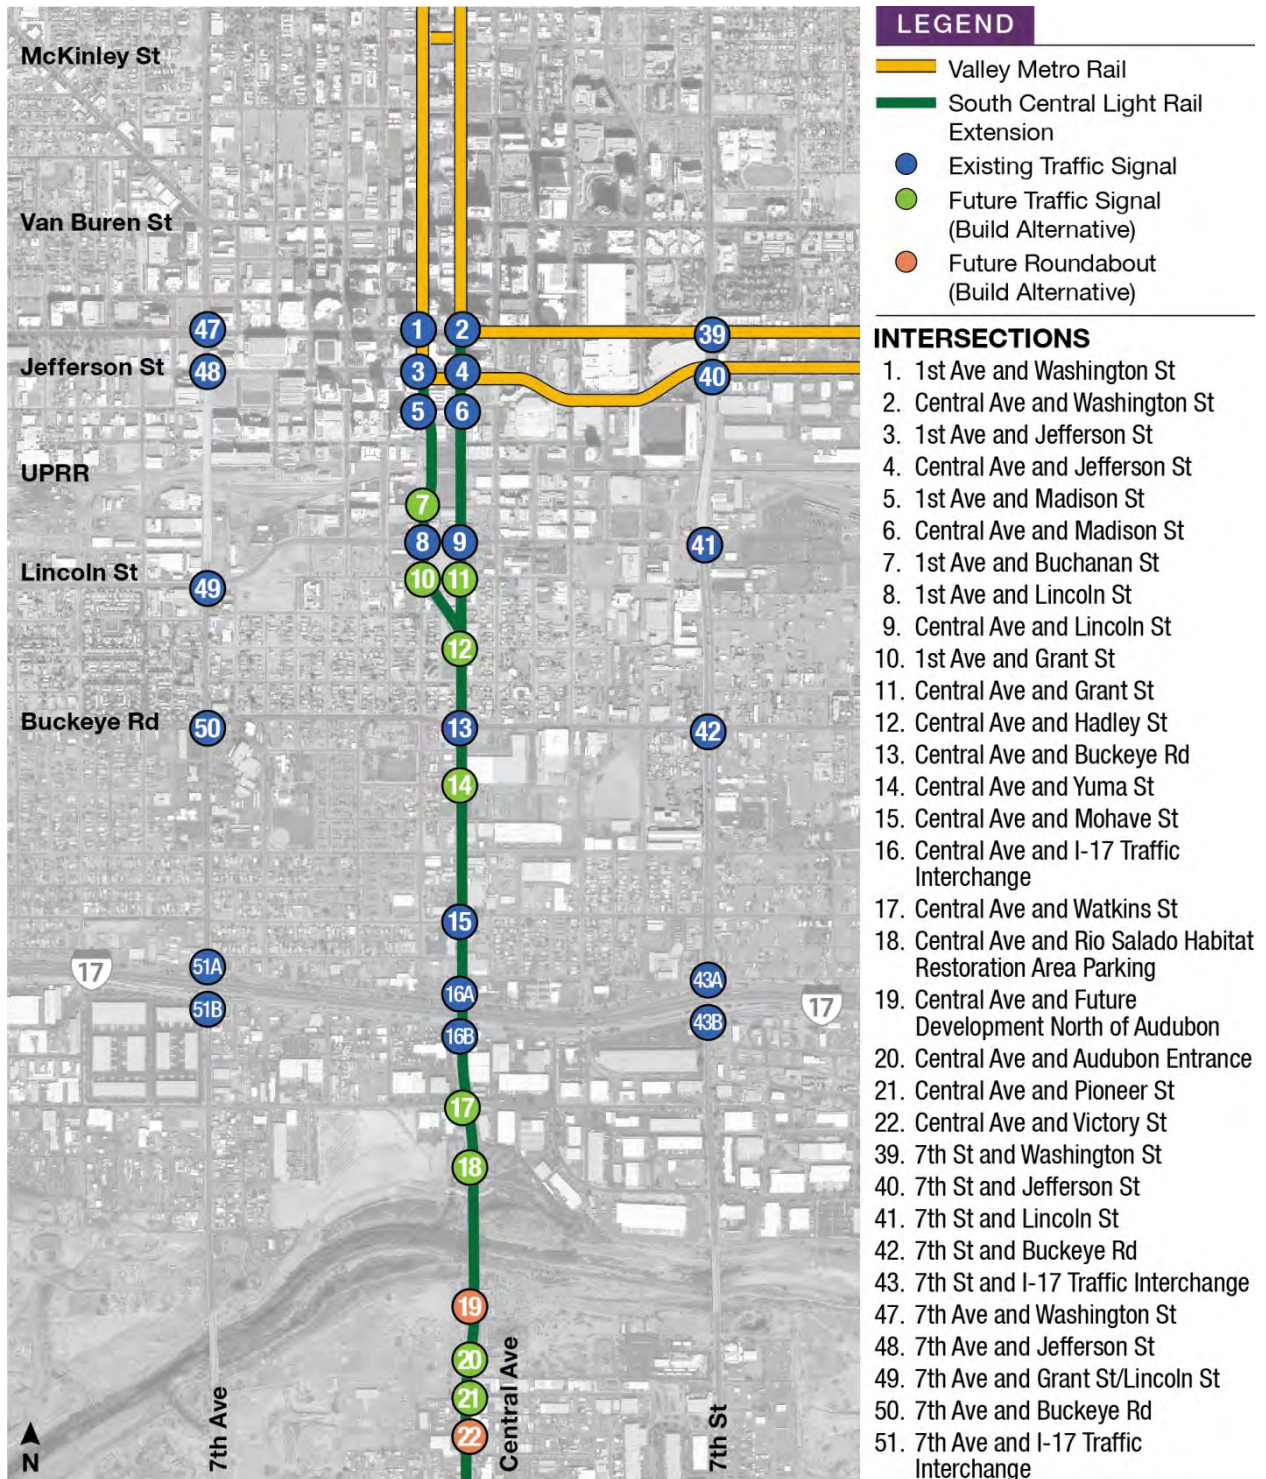 McKinley St
Van Buren St
47
1
2
39
Jefferson St
48
3
4
40
5
6
UPRR
7
8
9
41
Lincoln St
49
10
11
12
Buckeye Rd
50
13
42
14
15
17
51A
51B
16A
16B
43A
43B
17
17
18
19
20
21
22
7th Ave
Central Ave
7th St
N
LEGEND
Valley Metro Rail
South Central Light Rail
Extension
Existing Traffic Signal
Future Traffic Signal
(Build Alternative)
Future Roundabout
(Build Alternative)
INTERSECTIONS
1. 1st Ave and Washington St
2. Central Ave and Washington St
3. 1st Ave and Jefferson St
4. Central Ave and Jefferson St
5. 1st Ave and Madison St
6. Central Ave and Madison St
7. 1st Ave and Buchanan St
8. 1st Ave and Lincoln St
9. Central Ave and Lincoln St
10. 1st Ave and Grant St
11. Central Ave and Grant St
12. Central Ave and Hadley St
13. Central Ave and Buckeye Rd
14. Central Ave and Yuma St
15. Central Ave and Mohave St
16. Central Ave and I-17 Traffic
Interchange
17. Central Ave and Watkins St
18. Central Ave and Rio Salado Habitat
Restoration Area Parking
19. Central Ave and Future
Development North of Audubon
20. Central Ave and Audubon Entrance
21. Central Ave and Pioneer St
22. Central Ave and Victory St
39. 7th St and Washington St
40. 7th St and Jefferson St
41. 7th St and Lincoln St
42. 7th St and Buckeye Rd
43. 7th St and I-17 Traffic Interchange
47. 7th Ave and Washington St
48. 7th Ave and Jefferson St
49. 7th Ave and Grant St/Lincoln St
50. 7th Ave and Buckeye Rd
51. 7th Ave and I-17 Traffic
Interchange